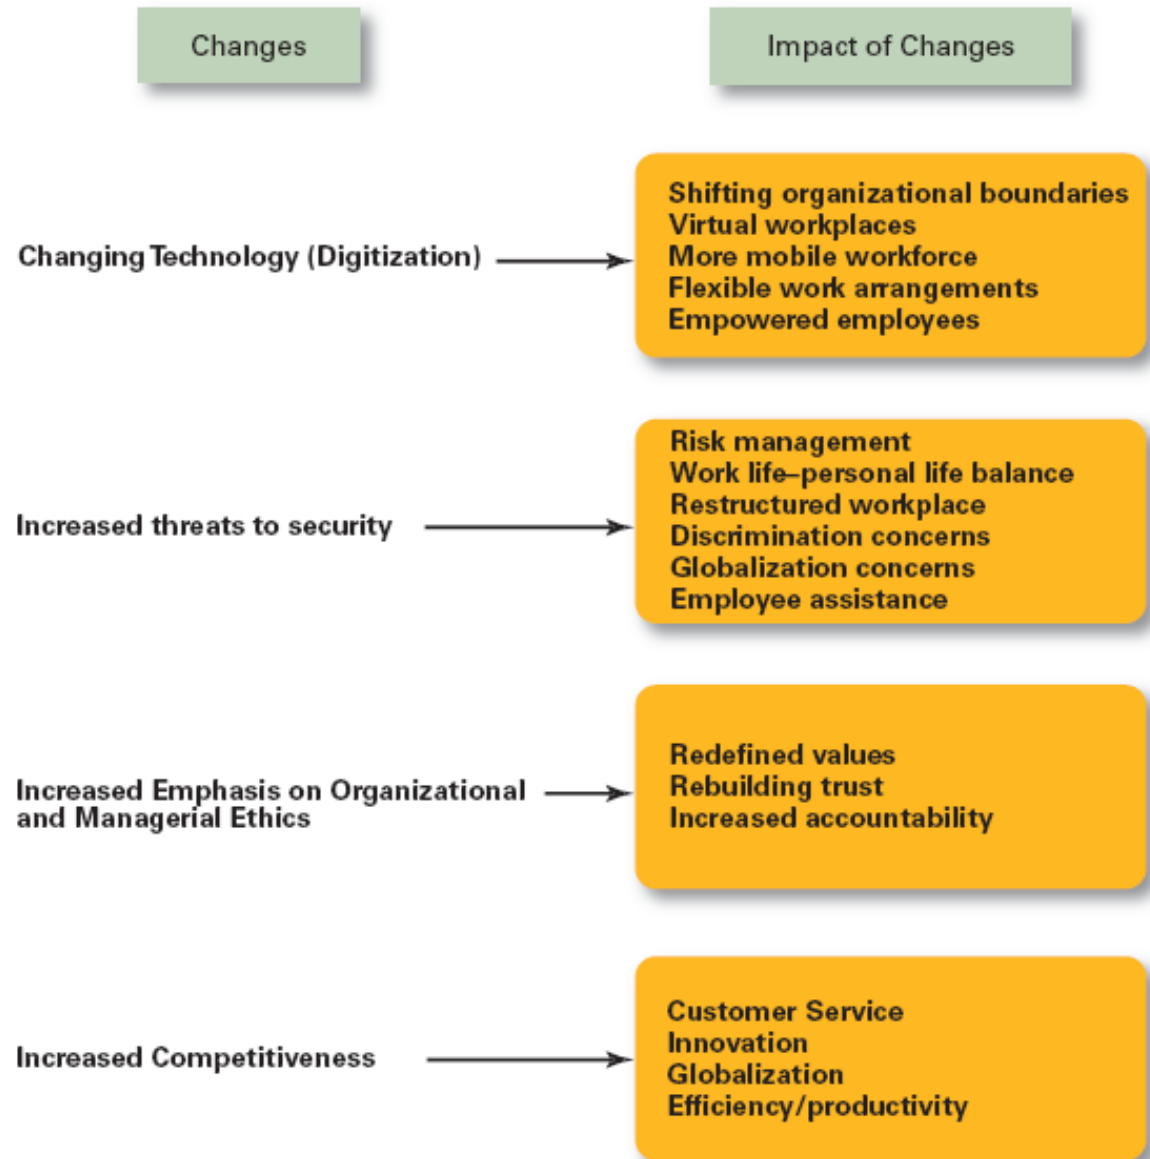 Changes
Impact of Changes
Changing Technology (Digitization)
Shifting organizational boundaries
Virtual workplaces
More mobile workforce
Flexible work arrangements
Empowered employees
Increased threats to security
Risk management
Work life–personal life balance
Restructured workplace
Discrimination concerns
Globalization concerns
Employee assistance
Increased Emphasis on Organizational
and Managerial Ethics
Redefined values
Rebuilding trust
Increased accountability
Increased Competitiveness
Customer Service
Innovation
Globalization
Efficiency/productivity